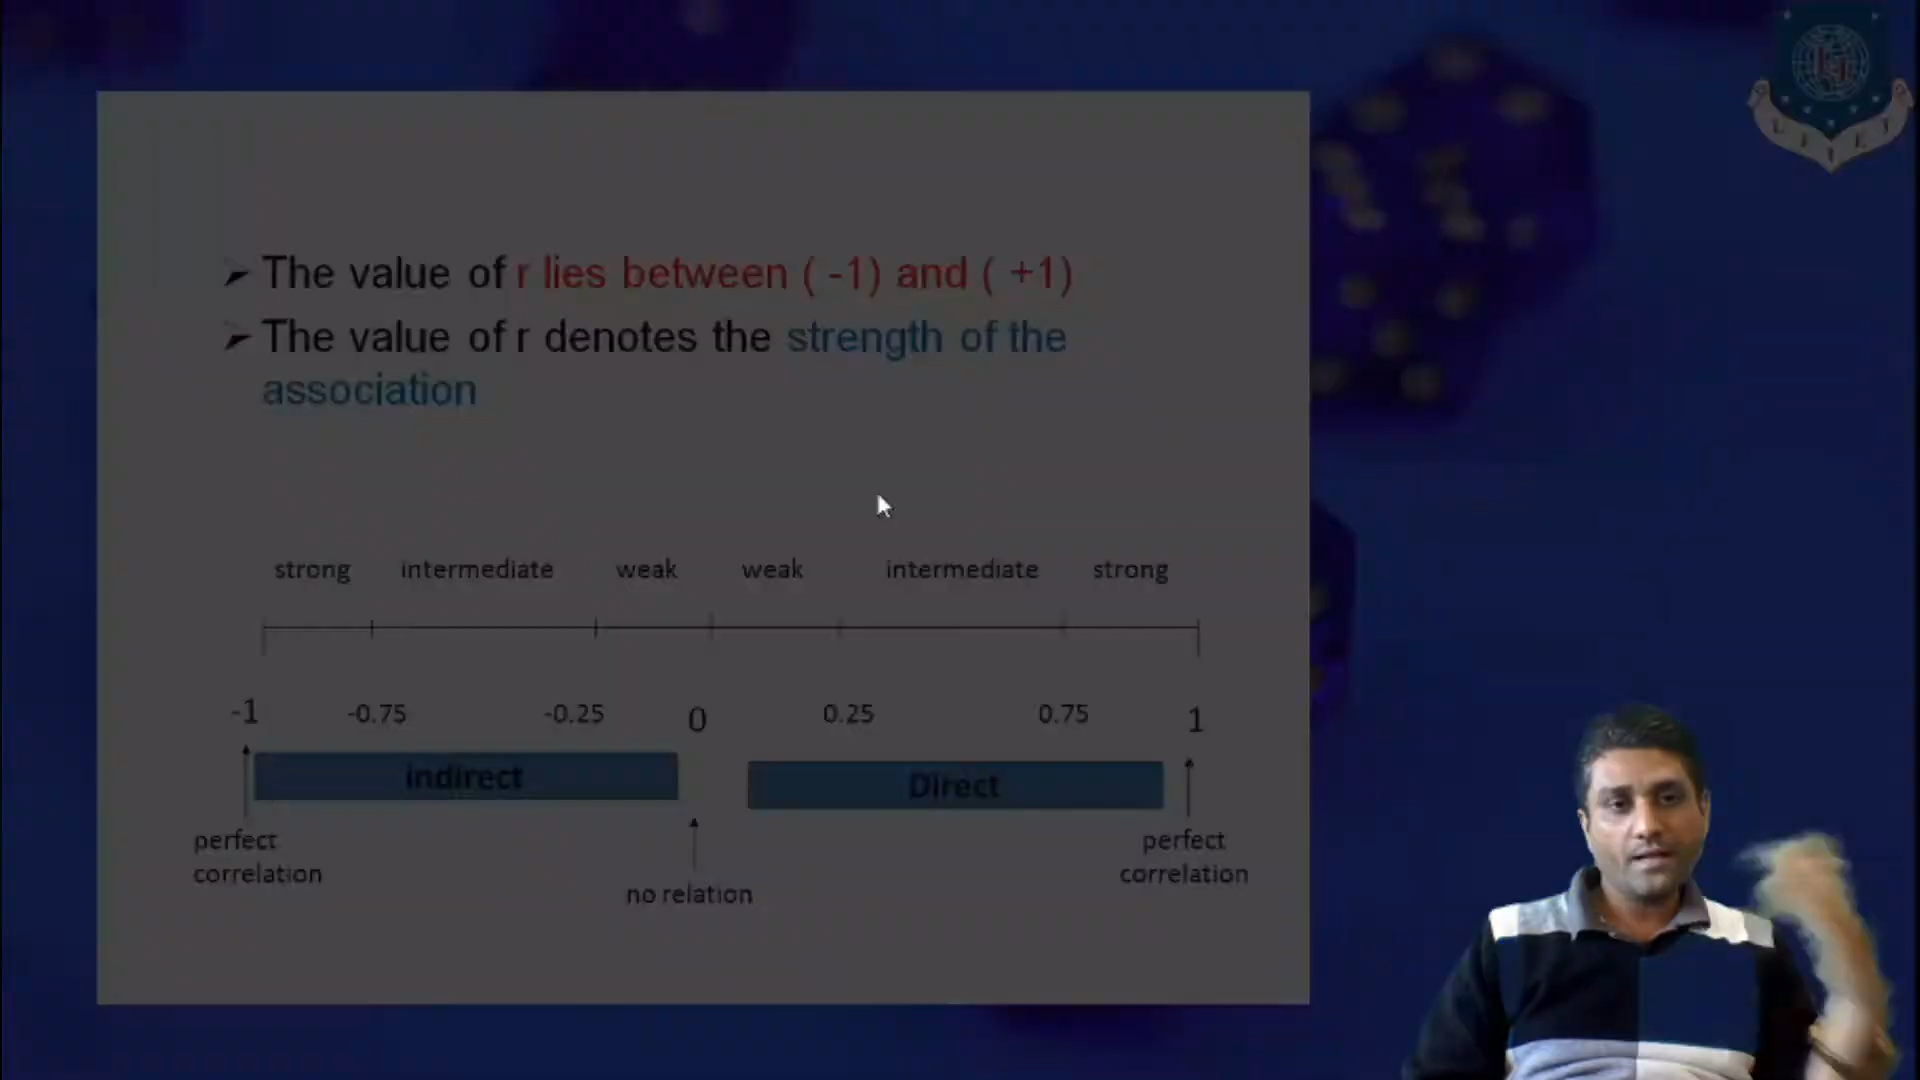 ➢ The value of r lies between ( -1) and ( +1)
➢ The value of r denotes the strength of the
association
strong intermediate weak weak intermediate strong
-1 -0.75 -0.25 0 0.25 0.75 1
indirect Direct
perfect
correlation
no relation
perfect
correlation